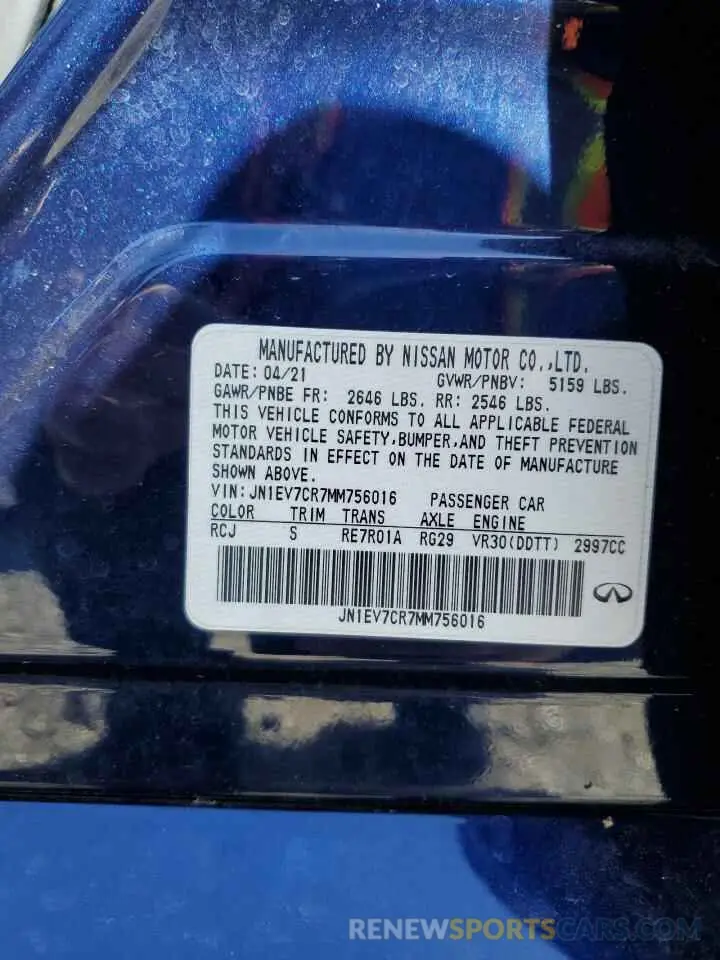 MANUFACTURED BY NISSAN MOTOR CO.,LTD.
DATE: 04/21 GVWR/PNBV: 5159 LBS.
GAWR/PNBE FR: 2646 LBS. RR: 2546 LBS.
THIS VEHICLE CONFORMS TO ALL APPLICABLE FEDERAL
MOTOR VEHICLE SAFETY,BUMPER,AND THEFT PREVENTION
STANDARDS IN EFFECT ON THE DATE OF MANUFACTURE
SHOWN ABOVE.
VIN:JN1EV7CR7MM756016 PASSENGER CAR
COLOR TRIM TRANS AXLE ENGINE
RCJ S RE7R01A RG29 VR30(DDTT) 2997CC
JN1EV7CR7MM756016
RENEWSPORTSCARS.COM